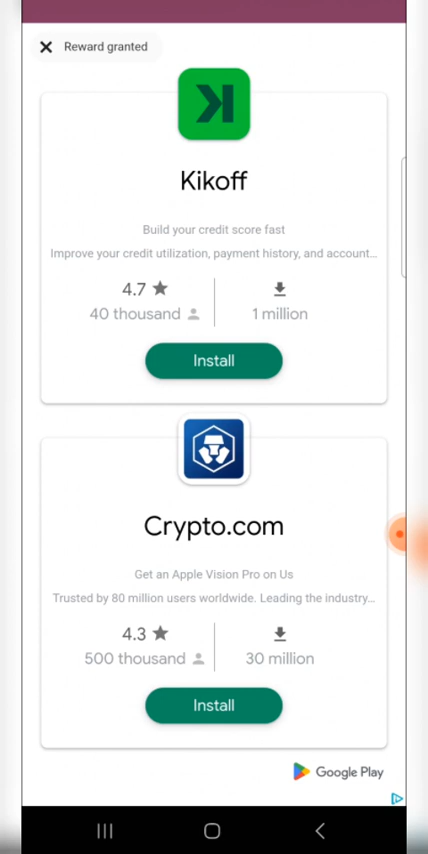 Reward granted
Kikoff
Build your credit score fast
Improve your credit utilization, payment history, and account...
4.7
40 thousand
1 million
Install
Crypto.com
Get an Apple Vision Pro on Us
Trusted by 80 million users worldwide. Leading the industry...
4.3
500 thousand
30 million
Install
Google Play